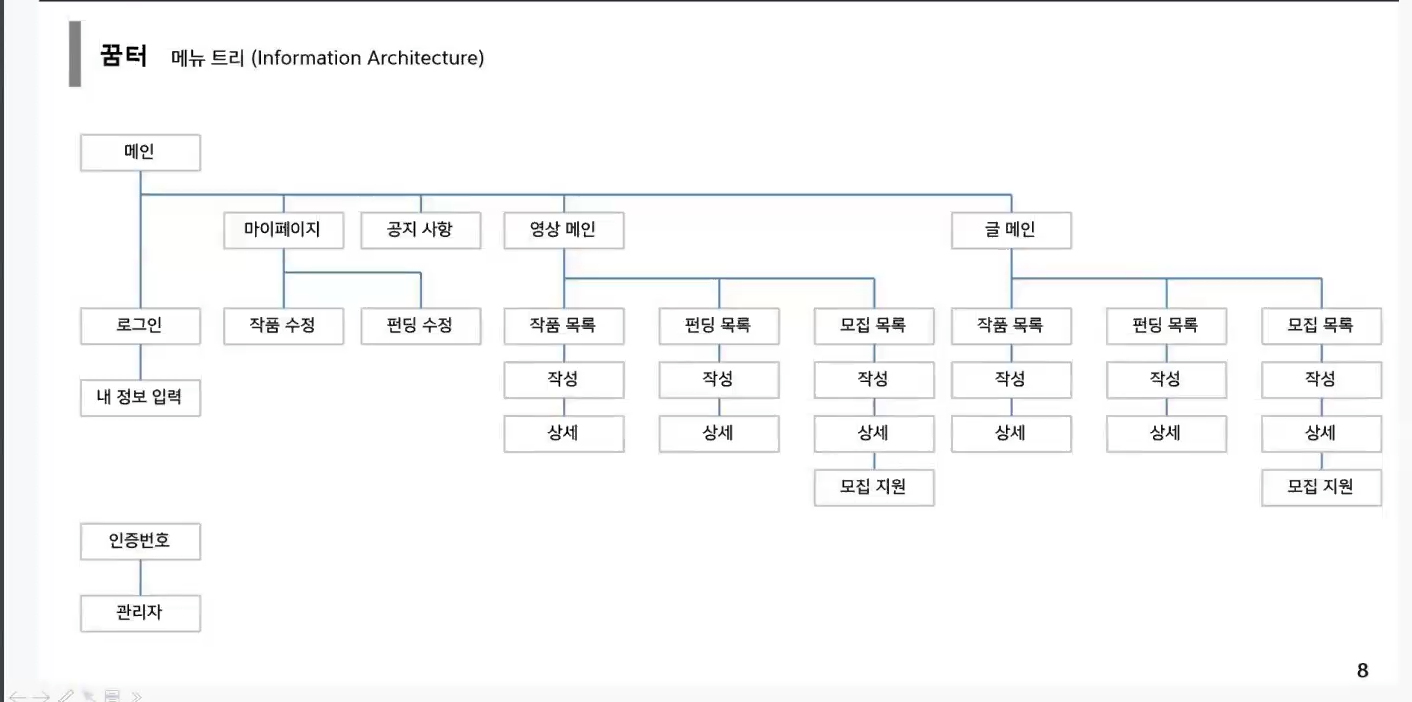 꿈터 메뉴 트리 (Information Architecture)
메인
마이페이지 공지 사항 영상 메인 글 메인
로그인 작품 수정 펀딩 수정 작품 목록 펀딩 목록 모집 목록 작품 목록 펀딩 목록 모집 목록
작성 작성 작성 작성 작성 작성
내 정보 입력
상세 상세 상세 상세 상세 상세
모집 지원 모집 지원
인증번호
관리자
8